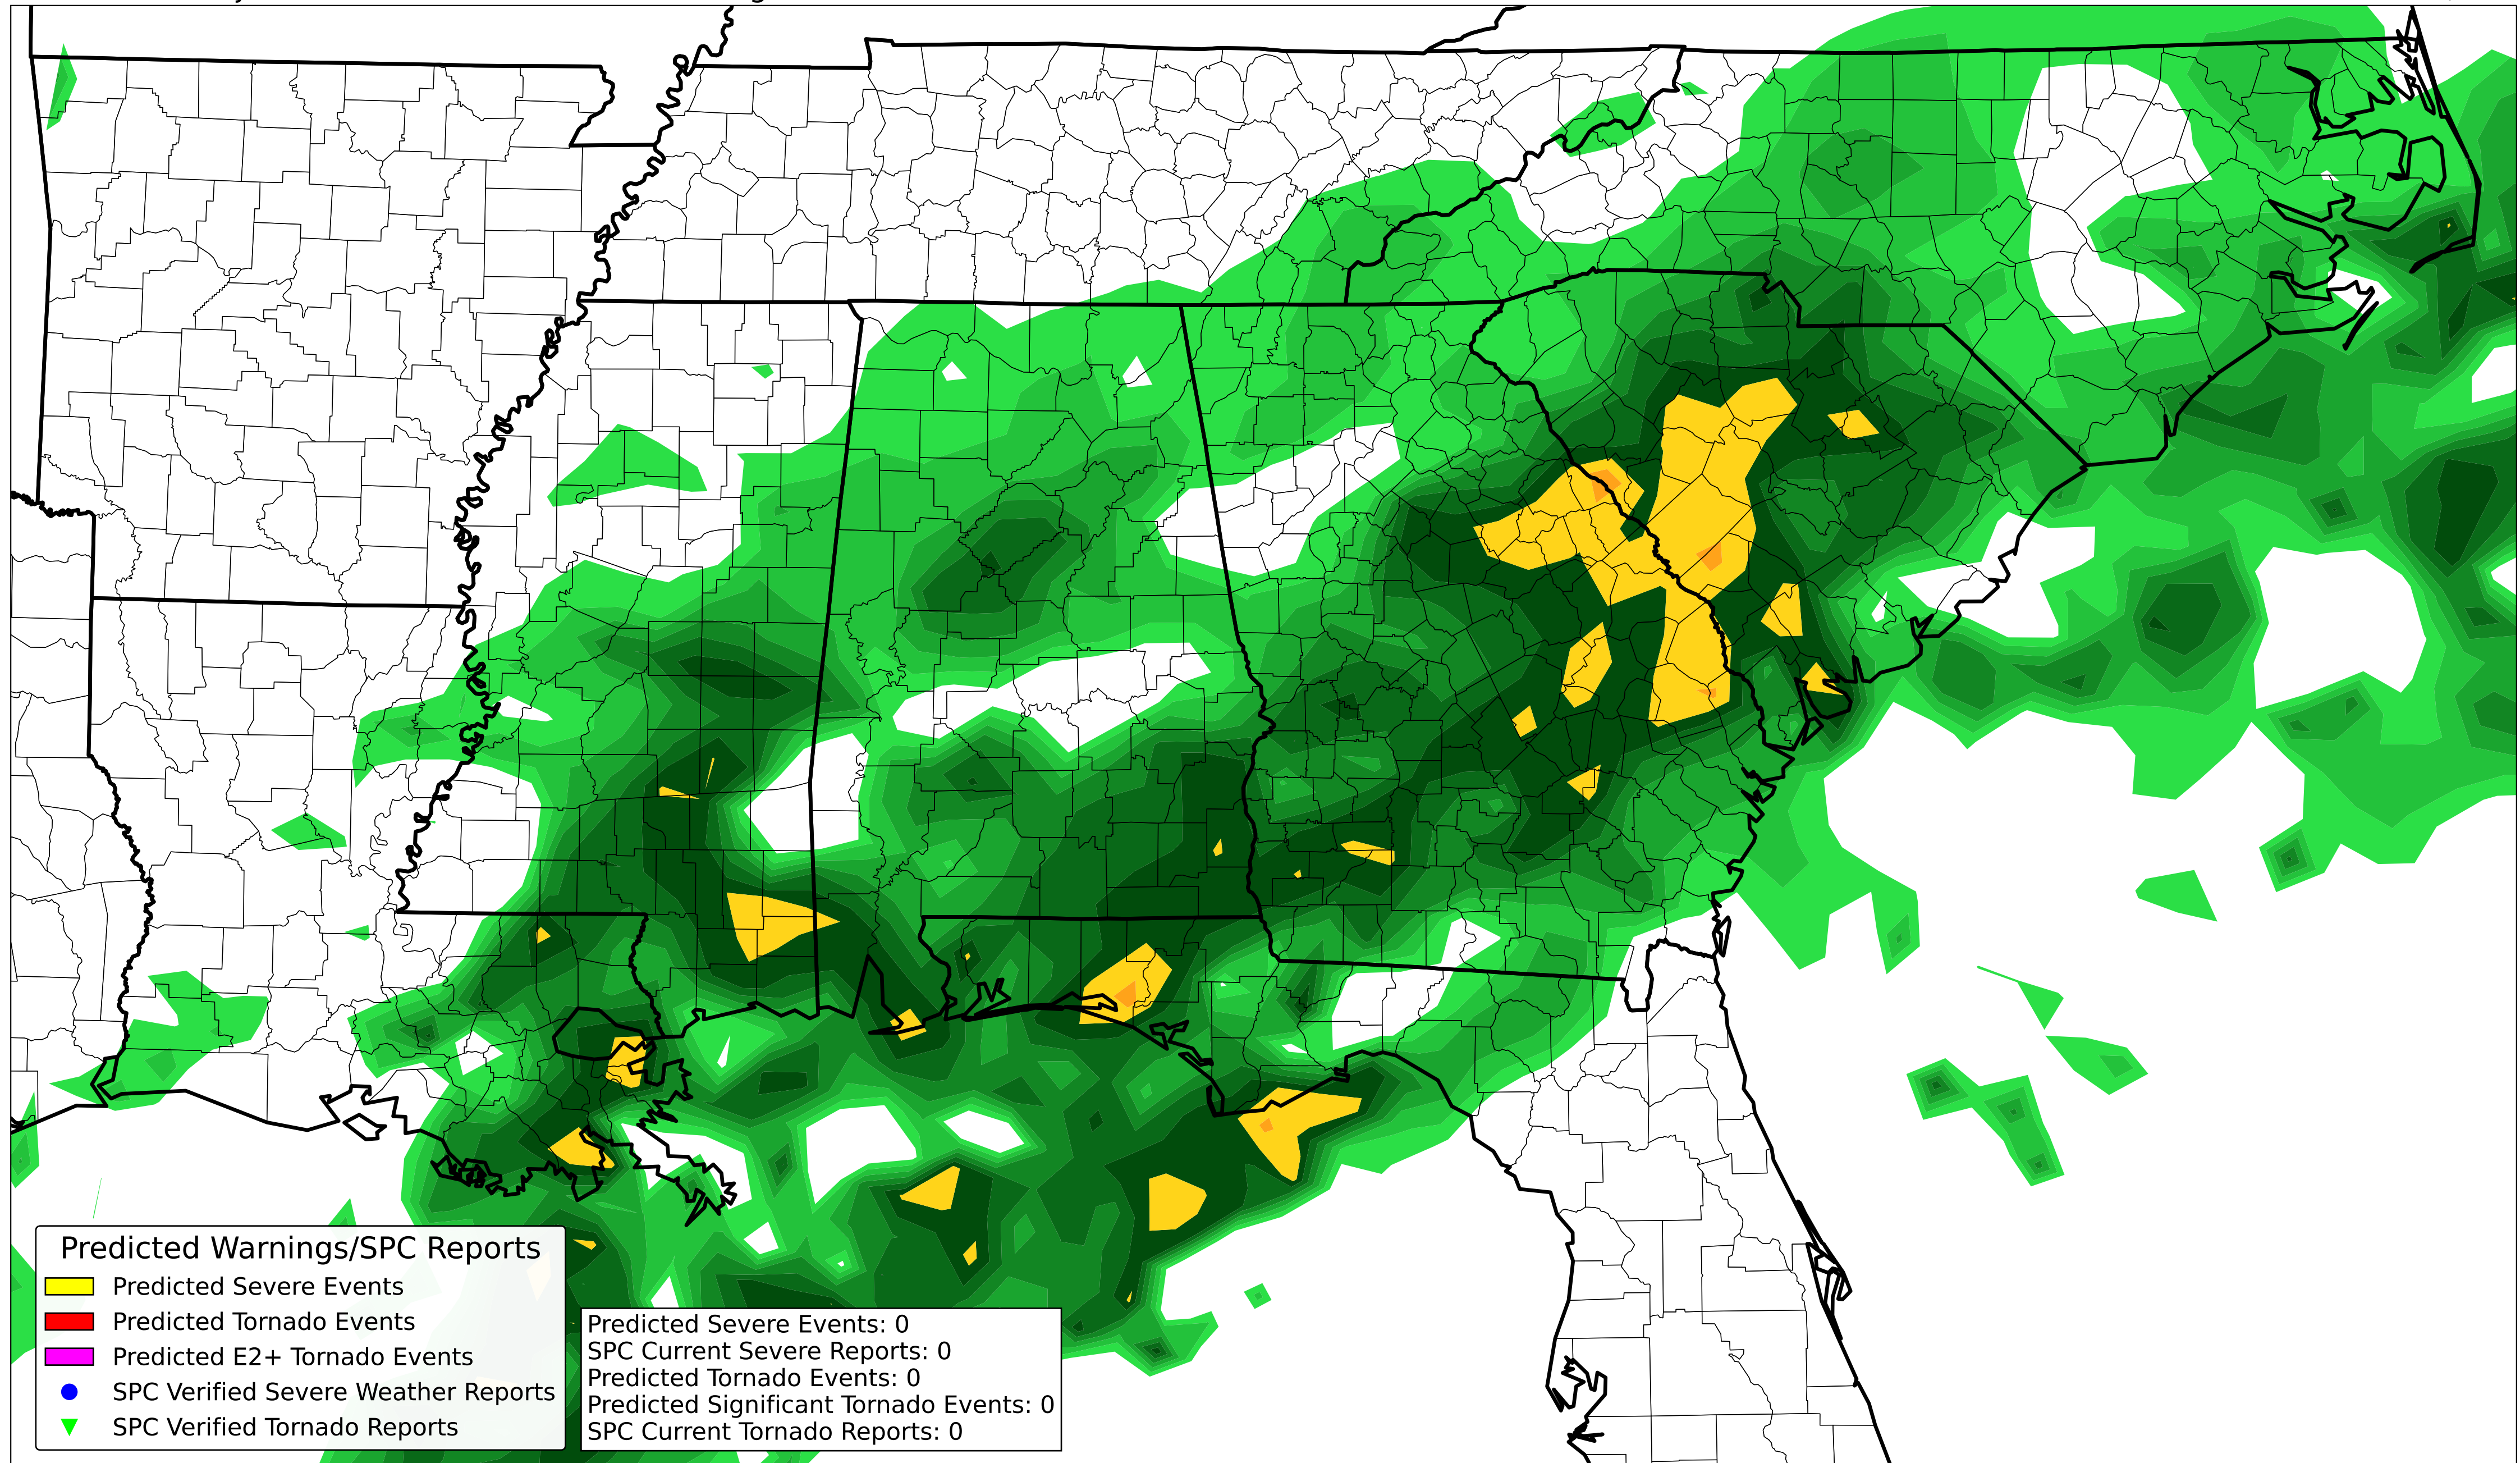 Predicted Warnings/SPC Reports
Predicted Severe Events
Predicted Tornado Events
Predicted E2+ Tornado Events
SPC Verified Severe Weather Reports
SPC Verified Tornado Reports
Predicted Severe Events: 0
SPC Current Severe Reports: 0
Predicted Tornado Events: 0
Predicted Significant Tornado Events: 0
SPC Current Tornado Reports: 0